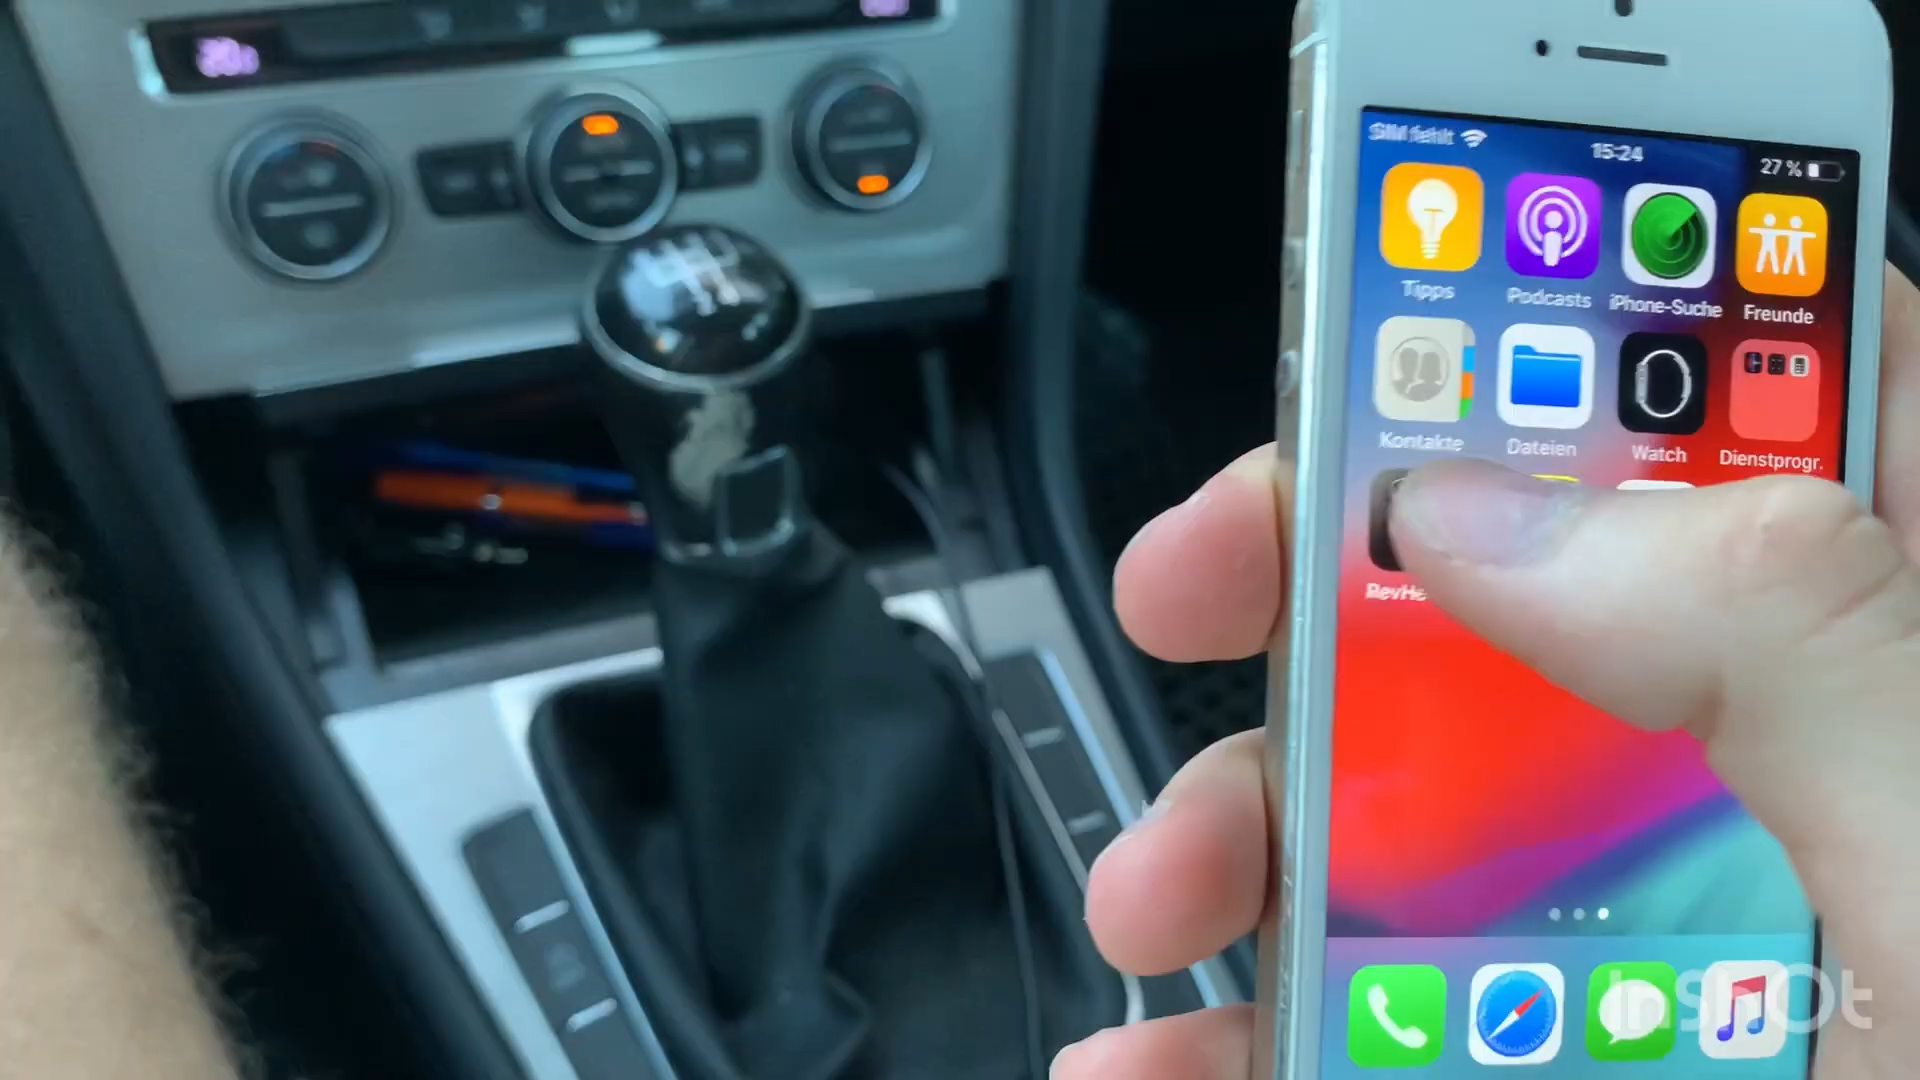 SIM fehlt
15:24
27 %
Tipps
Podcasts
iPhone-Suche
Freunde
Kontakte
Dateien
Watch
Dienstprogr.
RevHe
InShOt